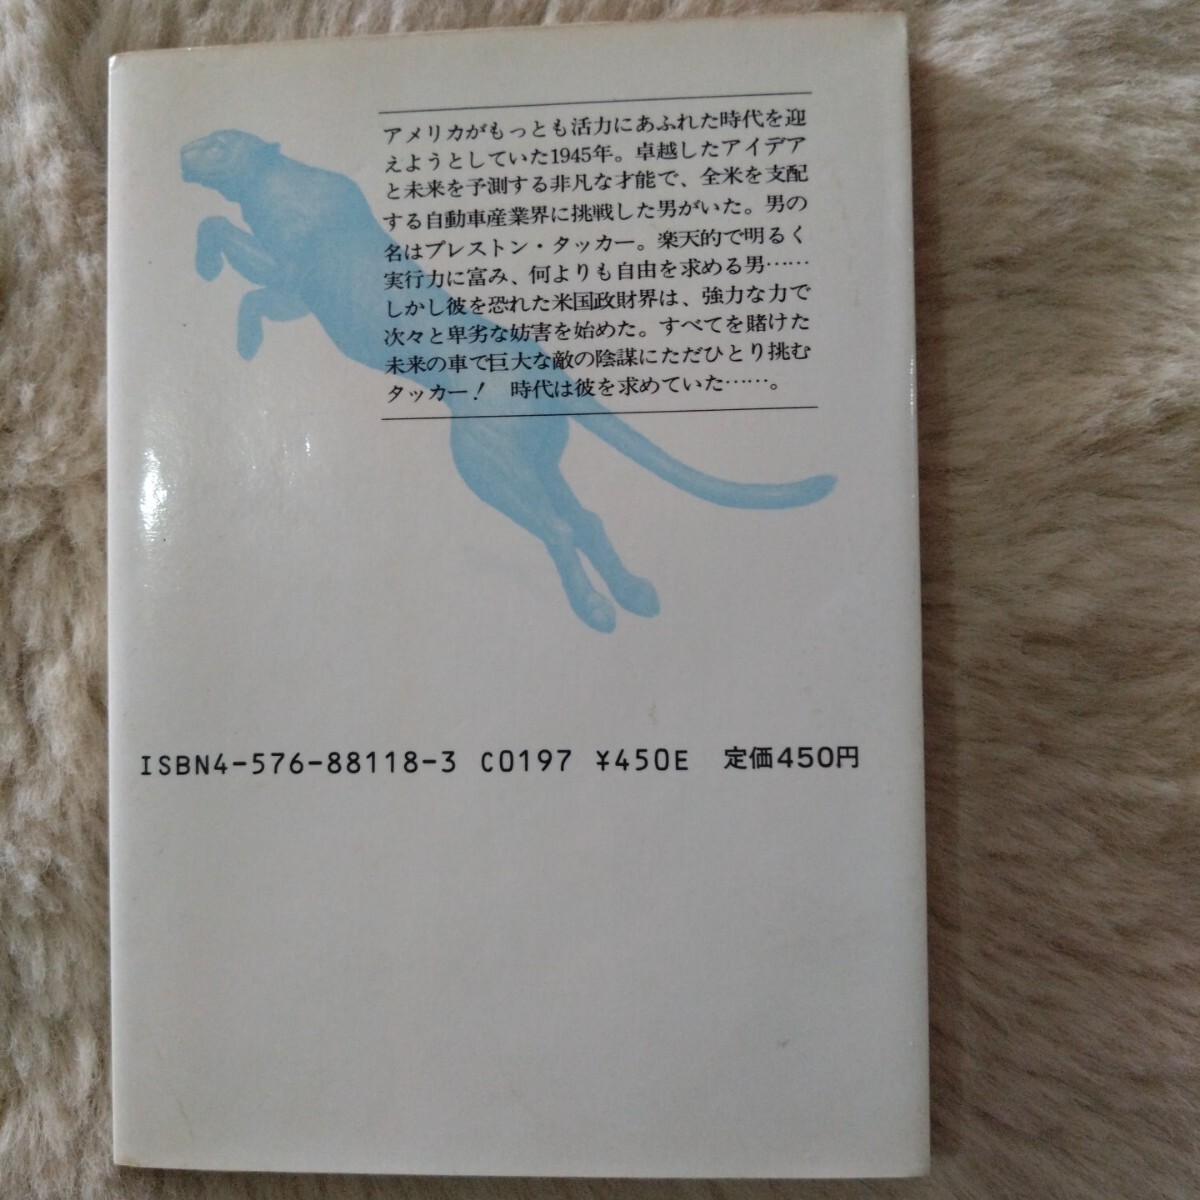 アメリカがもっとも活力にあふれた時代を迎
えようとしていた1945年。卓越したアイデア
と未来を予測する非凡な才能で、全米を支配
する自動車産業界に挑戦した男がいた。男の
名はプレストン・タッカー。楽天的で明るく
実行力に富み、何よりも自由を求める男……
しかし彼を恐れた米国政財界は、強力な力で
次々と卑劣な妨害を始めた。すべてを賭けた
未来の車で巨大な敵の陰謀にただひとり挑む
タッカー！　時代は彼を求めていた……。
ISBN4-576-88118-3 C0197 ¥450E 定価450円